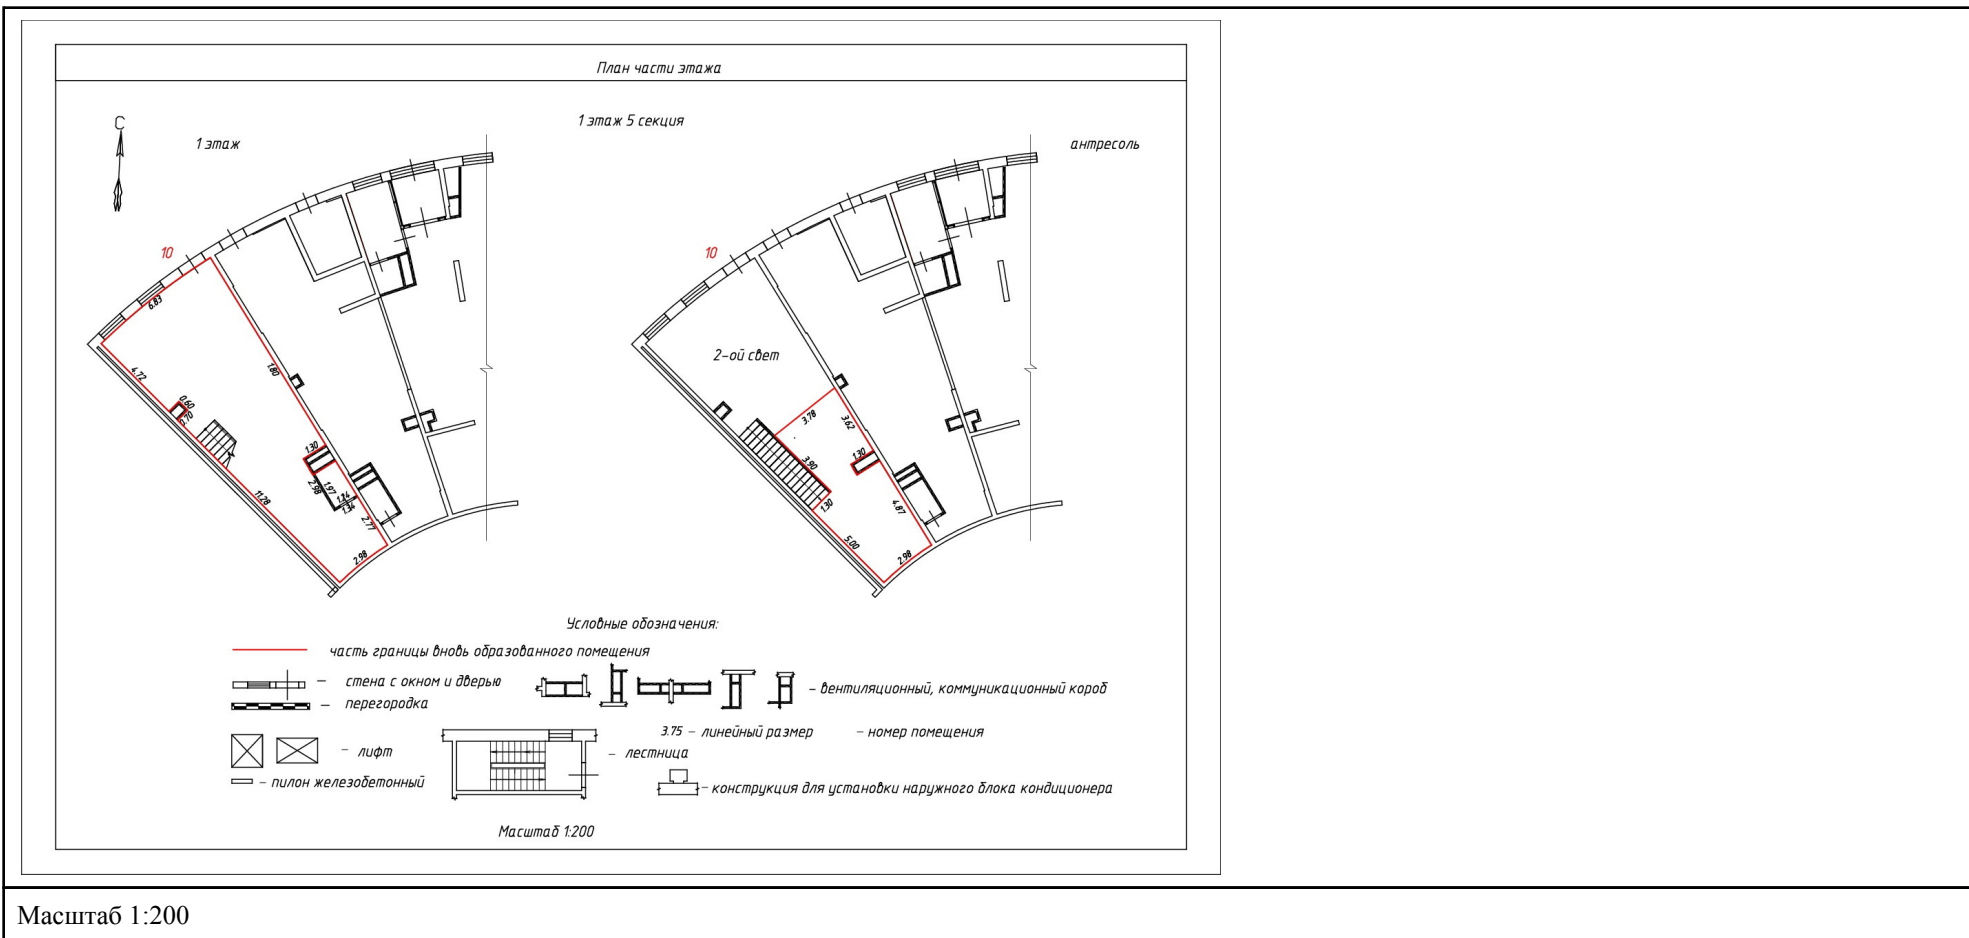 План части этажа
1 этаж 5 секция
С
1 этаж
антресоль
10
6.83
4.72
1.80
0.60
0.70
1.30
2.98
1.97
1.24
1.34
11.28
2.77
2.98
10
2-ой свет
3.78
3.62
3.90
1.30
1.30
4.87
5.00
2.98
Условные обозначения:
часть границы вновь образованного помещения
– стена с окном и дверью
– перегородка
– вентиляционный, коммуникационный короб
3.75 – линейный размер – номер помещения
– лифт
– лестница
– пилон железобетонный
– конструкция для установки наружного блока кондиционера
Масштаб 1:200
Масштаб 1:200